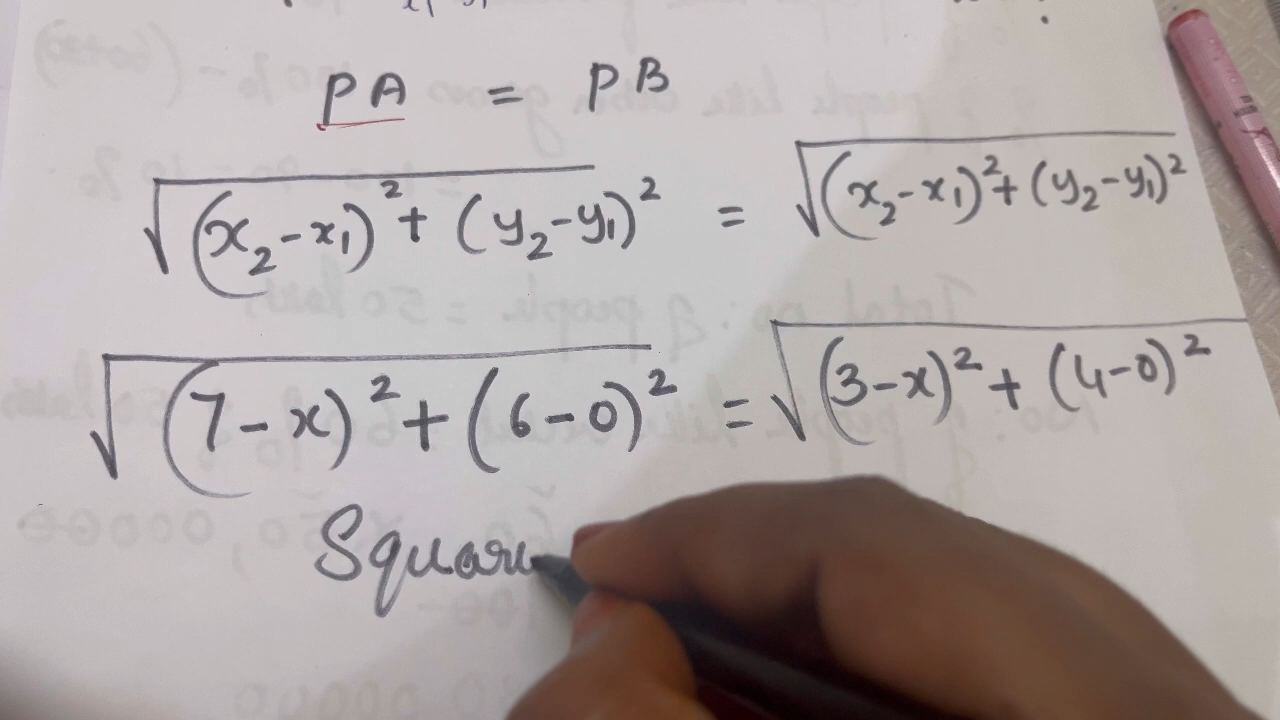 PA = PB
√(x₂-x₁)² + (y₂-y₁)² = √(x₂-x₁)² + (y₂-y₁)²
√(7-x)² + (6-0)² = √(3-x)² + (4-0)²
Squar